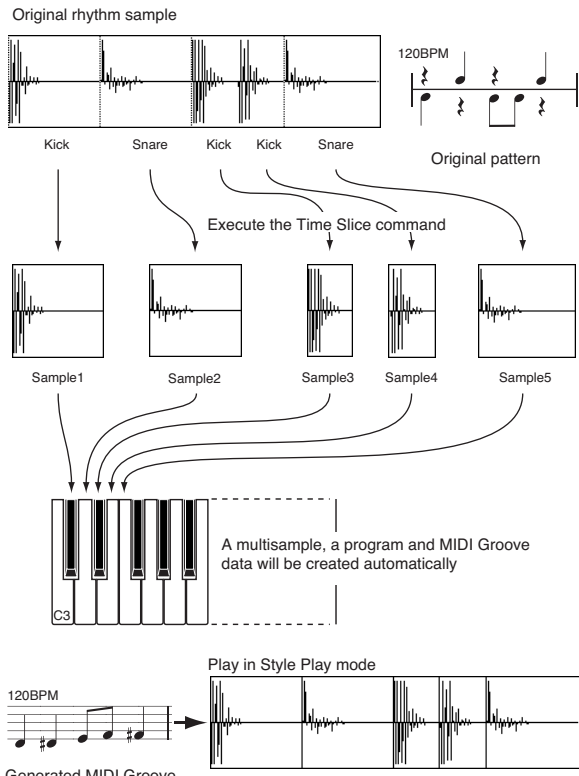 Original rhythm sample
120BPM
Kick Snare Kick Kick Snare
Original pattern
Execute the Time Slice command
Sample1 Sample2 Sample3 Sample4 Sample5
A multisample, a program and MIDI Groove
data will be created automatically
C3
Play in Style Play mode
120BPM
Generated MIDI Groove